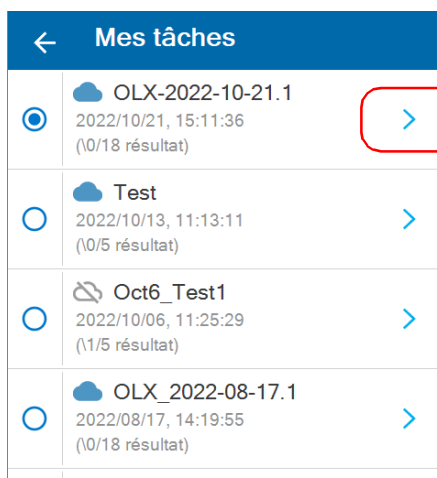 Mes tâches
OLX-2022-10-21.1
2022/10/21, 15:11:36
(\0/18 résultat)
Test
2022/10/13, 11:13:11
(\0/5 résultat)
Oct6_Test1
2022/10/06, 11:25:29
(\1/5 résultat)
OLX_2022-08-17.1
2022/08/17, 14:19:55
(\0/18 résultat)